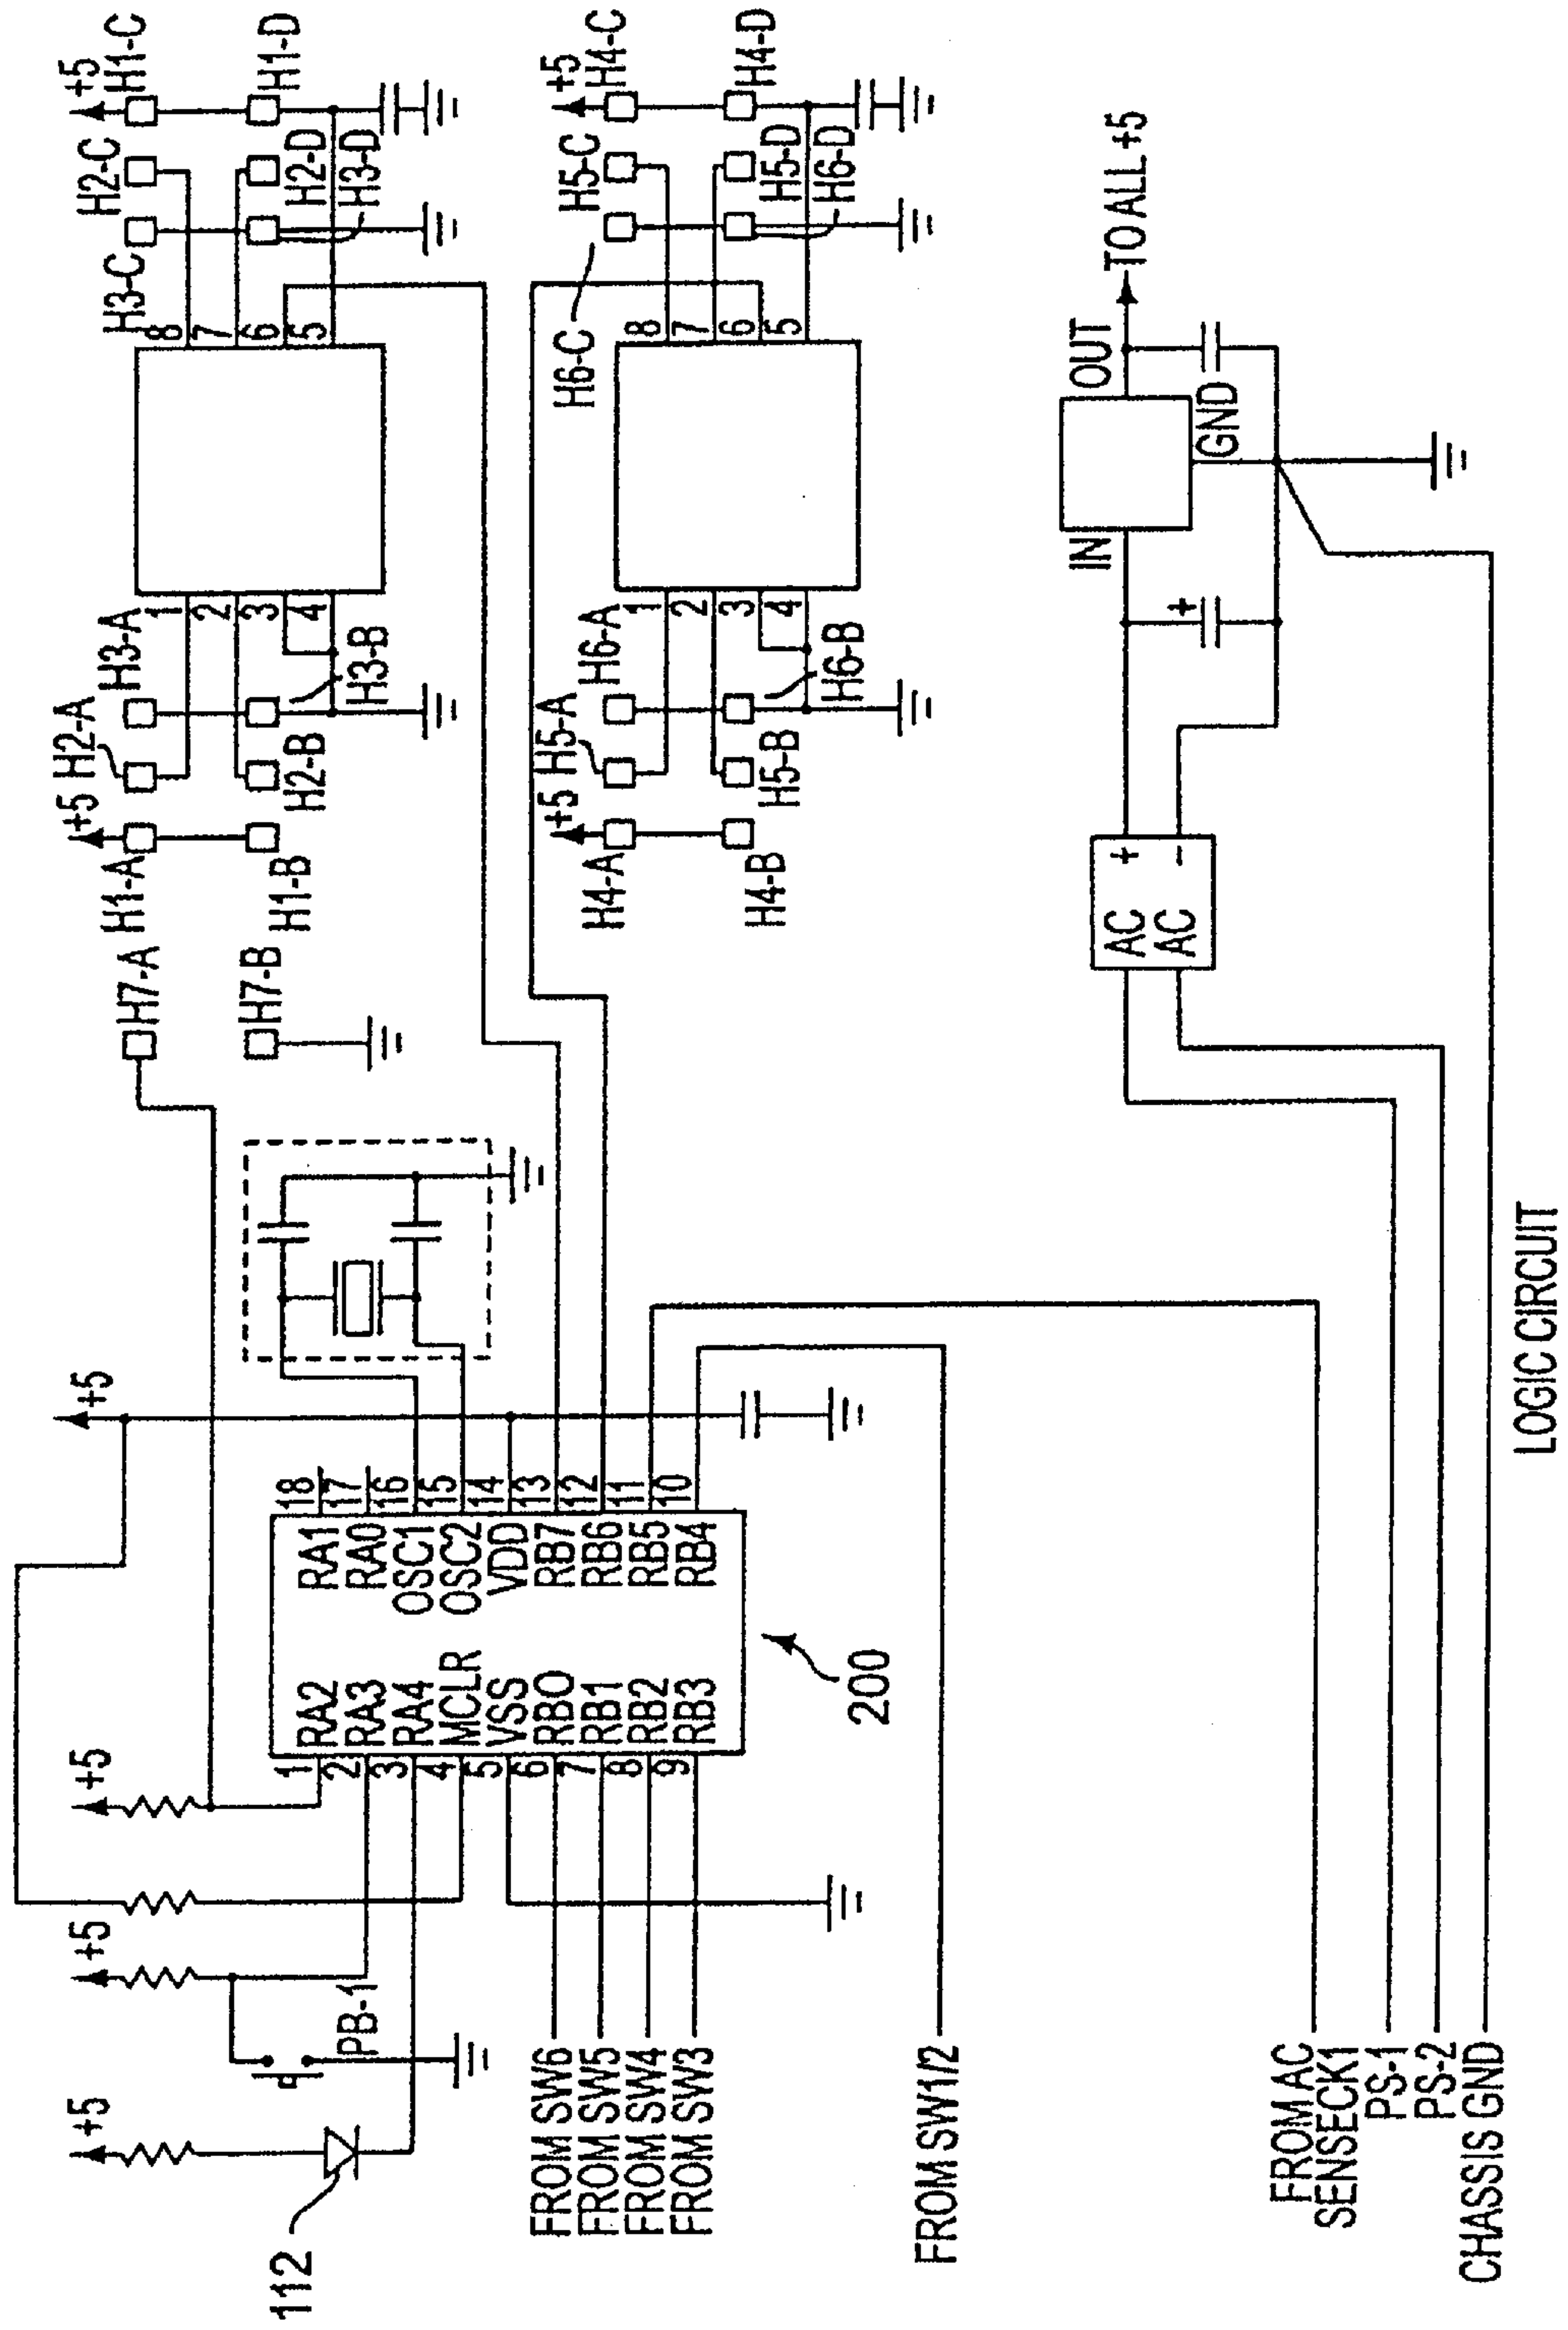 +5
112
+5
PB-1
+5
+5
FROM SW6
FROM SW5
FROM SW4
FROM SW3
FROM SW1/2
FROM AC
SENSECK1
PS-1
PS-2
CHASSIS GND
1 RA2
2 RA3
3 RA4
4 MCLR
5 VSS
6 RB0
7 RB1
8 RB2
9 RB3
RA1 18
RA0 17
OSC1 16
OSC2 15
VDD 14
RB7 13
RB6 12
RB5 11
RB4 10
200
H7-A
H7-B
H1-A
+5
H2-A
H3-A
H1-B
H2-B
H3-B
1
2
3
4
8
7
6
5
H3-C
H2-C
+5
H1-C
H1-D
H2-D
H3-D
H4-A
+5
H5-A
H6-A
H4-B
H5-B
H6-B
1
2
3
4
8
7
6
5
H6-C
H5-C
+5
H4-C
H4-D
H5-D
H6-D
AC +
AC -
+
IN
OUT
GND
TO ALL +5
LOGIC CIRCUIT